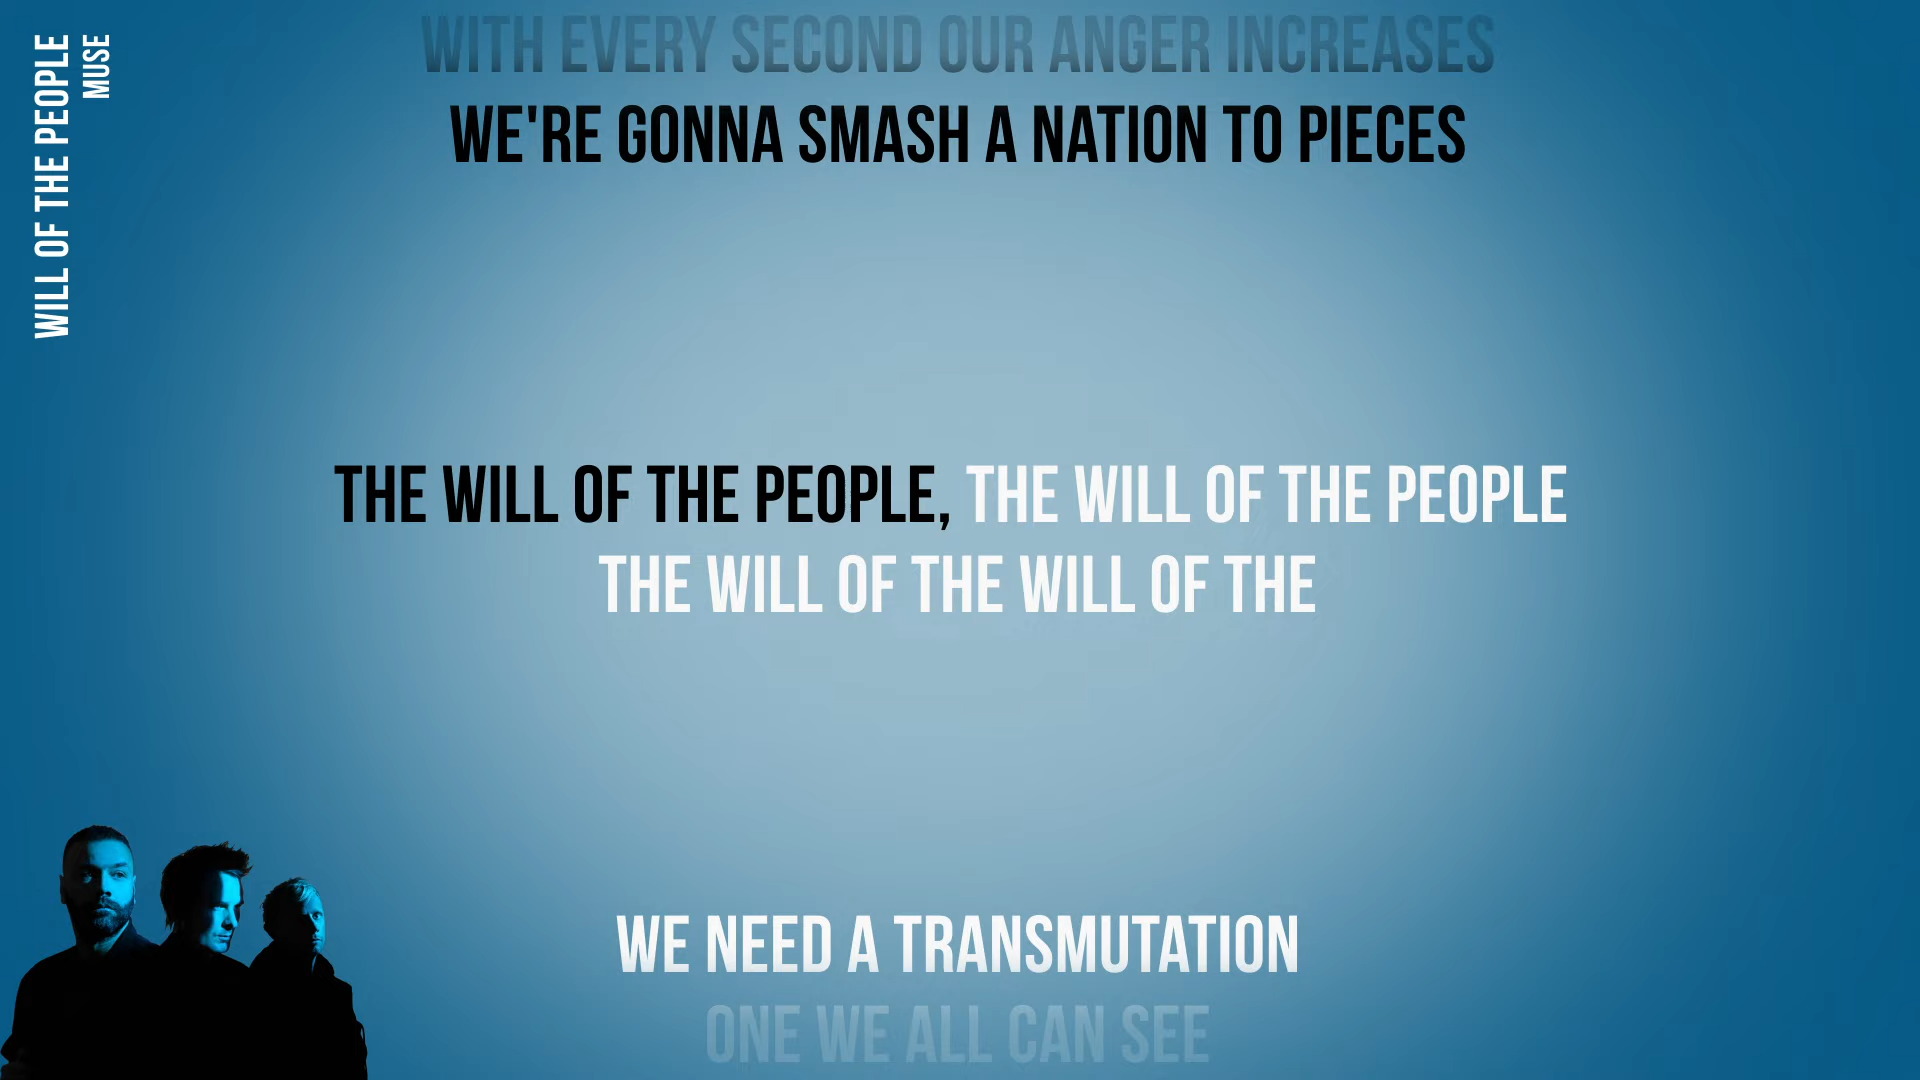 WILL OF THE PEOPLE
MUSE
WITH EVERY SECOND OUR ANGER INCREASES
WE'RE GONNA SMASH A NATION TO PIECES
THE WILL OF THE PEOPLE, THE WILL OF THE PEOPLE
THE WILL OF THE WILL OF THE
WE NEED A TRANSMUTATION
ONE WE ALL CAN SEE